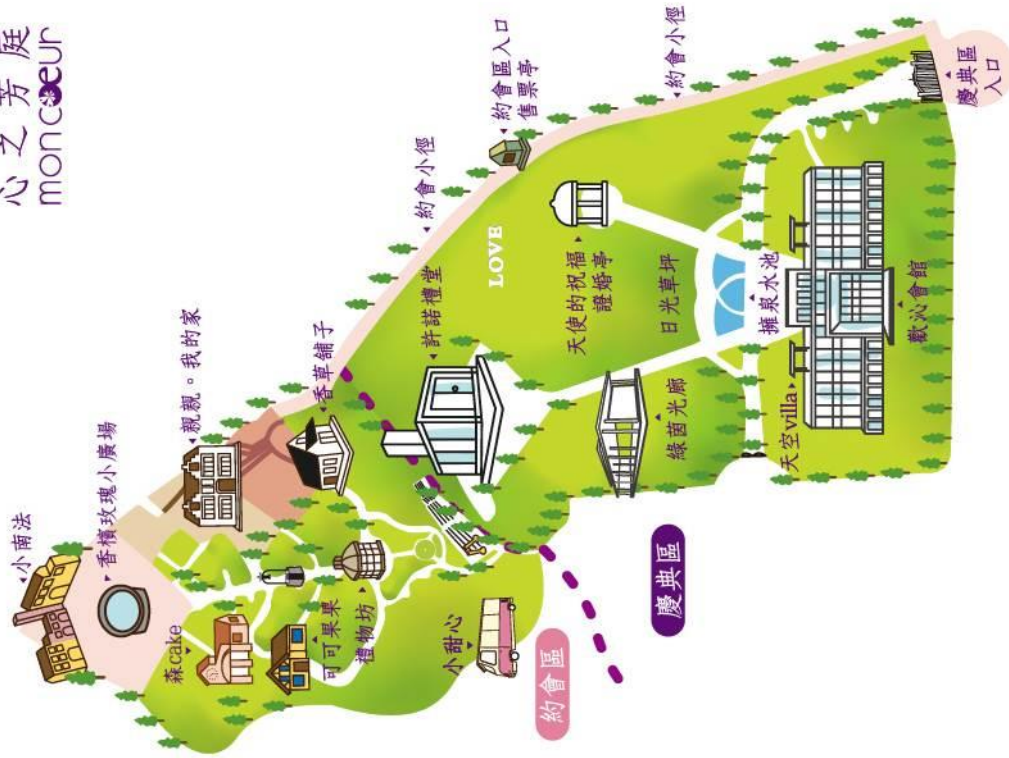 心之芳庭
moncoeur
小南法
香檳玫瑰小廣場
親親。我的家
香草舖子
森cake
可可果果
禮物坊
小甜心
約會區
慶典區
許諾禮堂
約會小徑
LOVE
約會區入口
售票亭
約會小徑
天使的祝福
證婚亭
日光草坪
綠茵光廊
擁泉水池
天空villa
歡沁會館
慶典區
入口